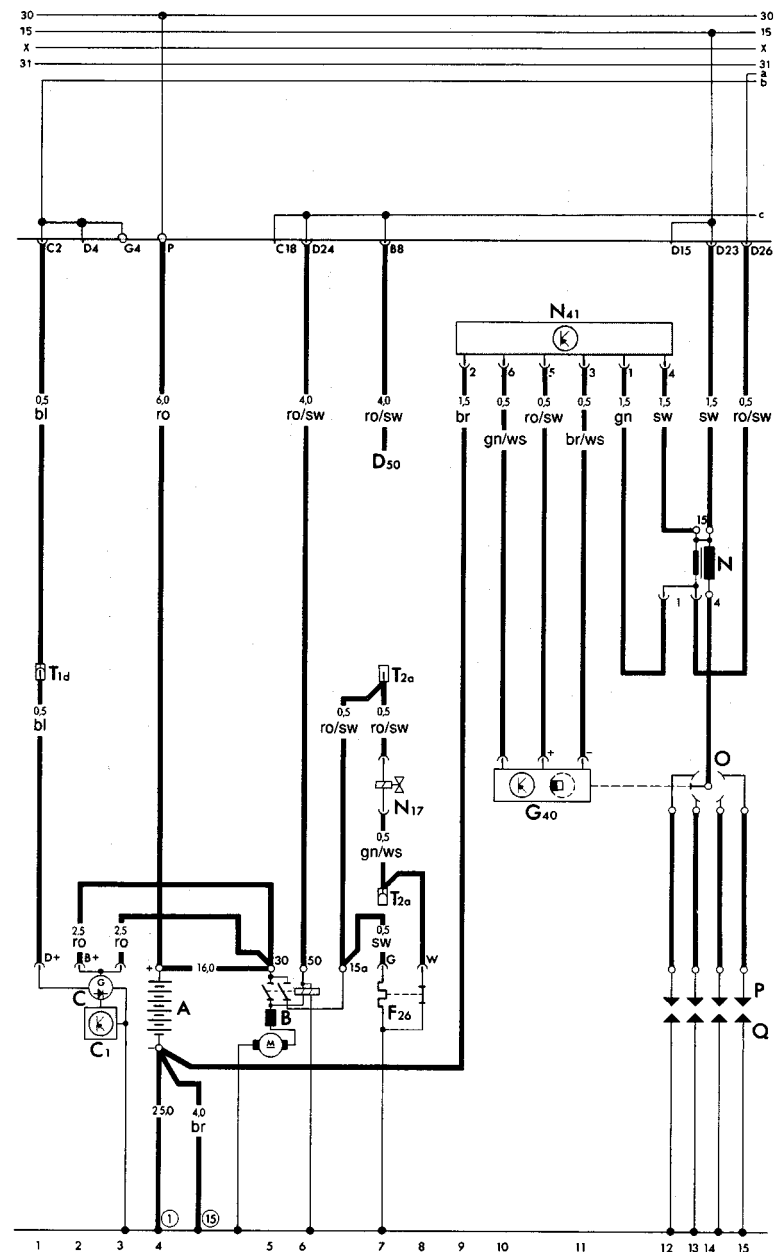 30 30
15 15
X X
31 31
a
b
c
C2 D4 G4 P C18 D24 B8 D15 D23 D26
N41
2 6 5 3 1 4
0,5 6,0 4,0 4,0 1,5 0,5 0,5 0,5 1,5 1,5 1,5 0,5
bl ro ro/sw ro/sw br gn/ws ro/sw br/ws gn sw sw ro/sw
D50
15
N
1 4
T1d T2a
0,5 0,5 0,5
bl ro/sw ro/sw
+ −
O
N17 G40
0,5
gn/ws
T2a
2,5 2,5 0,5
ro ro sw
D+ B+ + 16,0 30 50 15a G W
G
C A B F26 P
C1 M Q
−
25,0 4,0
br
1 15
1 2 3 4 5 6 7 8 9 10 11 12 13 14 15